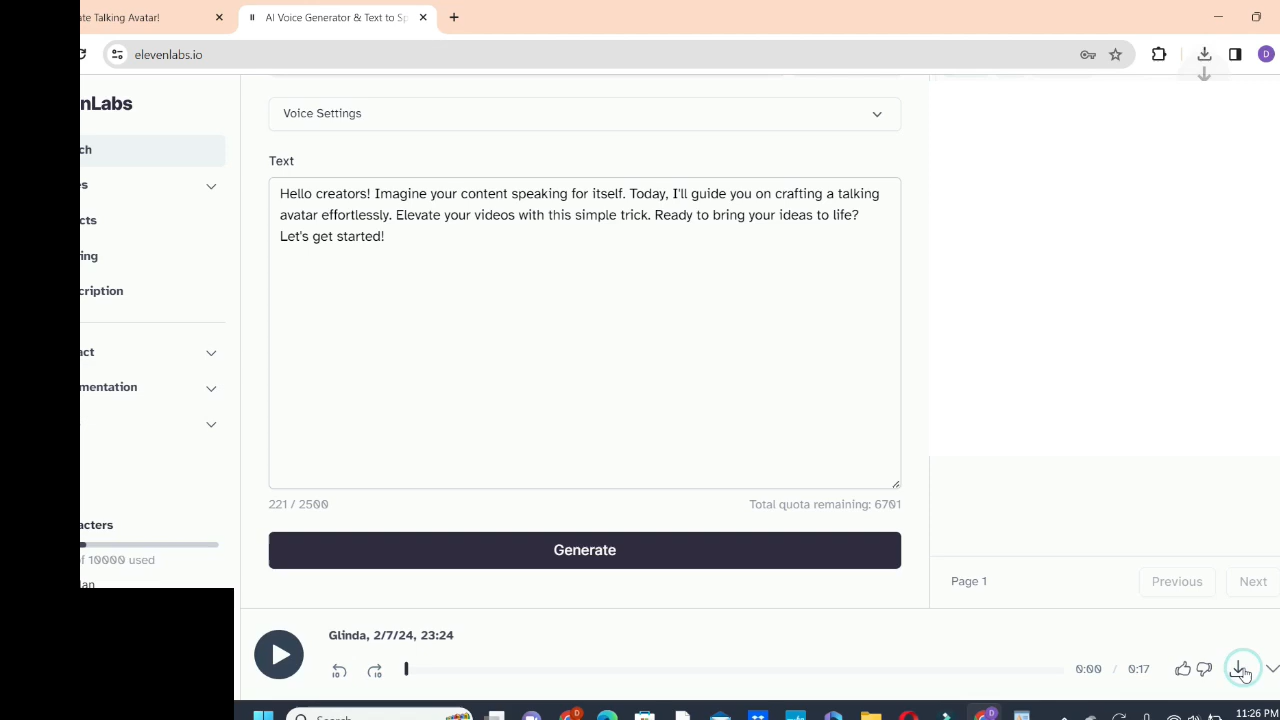 ate Talking Avatar!
AI Voice Generator & Text to Sp
elevenlabs.io
D
nLabs
ch
es
cts
ing
cription
act
mentation
acters
of 10000 used
lan
Voice Settings
Text
Hello creators! Imagine your content speaking for itself. Today, I'll guide you on crafting a talking
avatar effortlessly. Elevate your videos with this simple trick. Ready to bring your ideas to life?
Let's get started!
221 / 2500
Total quota remaining: 6701
Generate
Page 1
Previous
Next
Glinda, 2/7/24, 23:24
10
10
0:00 / 0:17
Search
D
D
11:26 PM